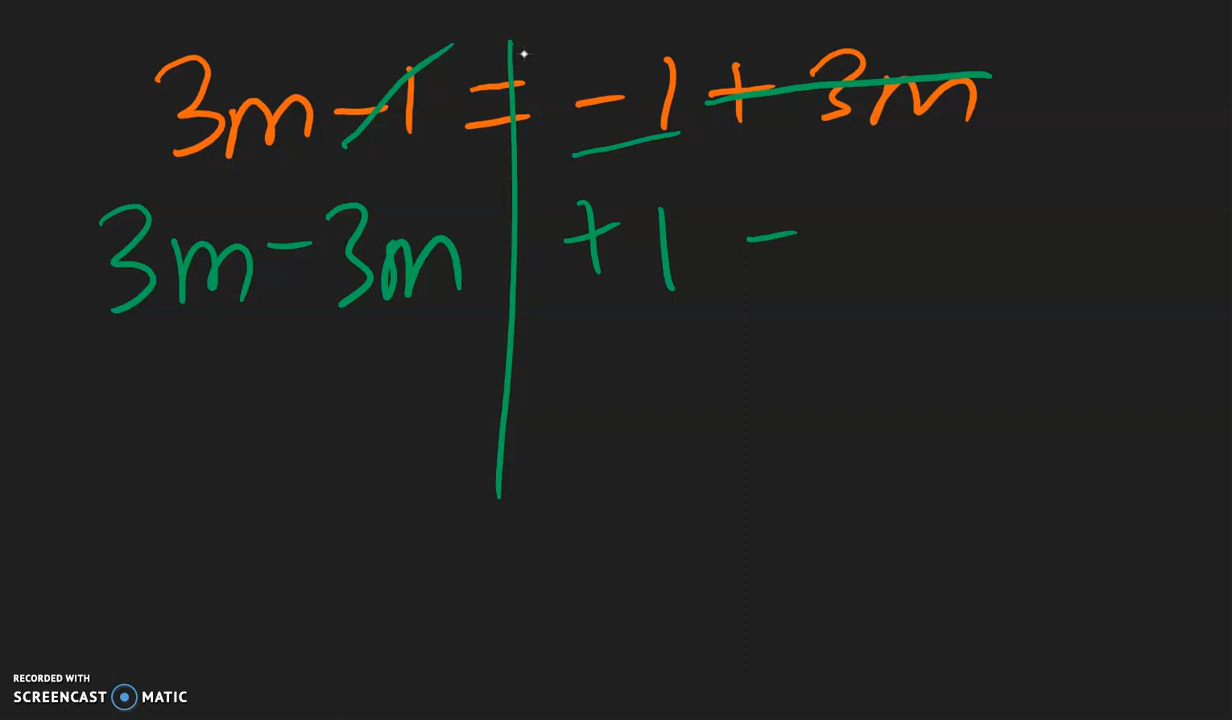 3m - 1 = -1 + 3m
3m - 3m + 1 -
RECORDED WITH
SCREENCAST MATIC